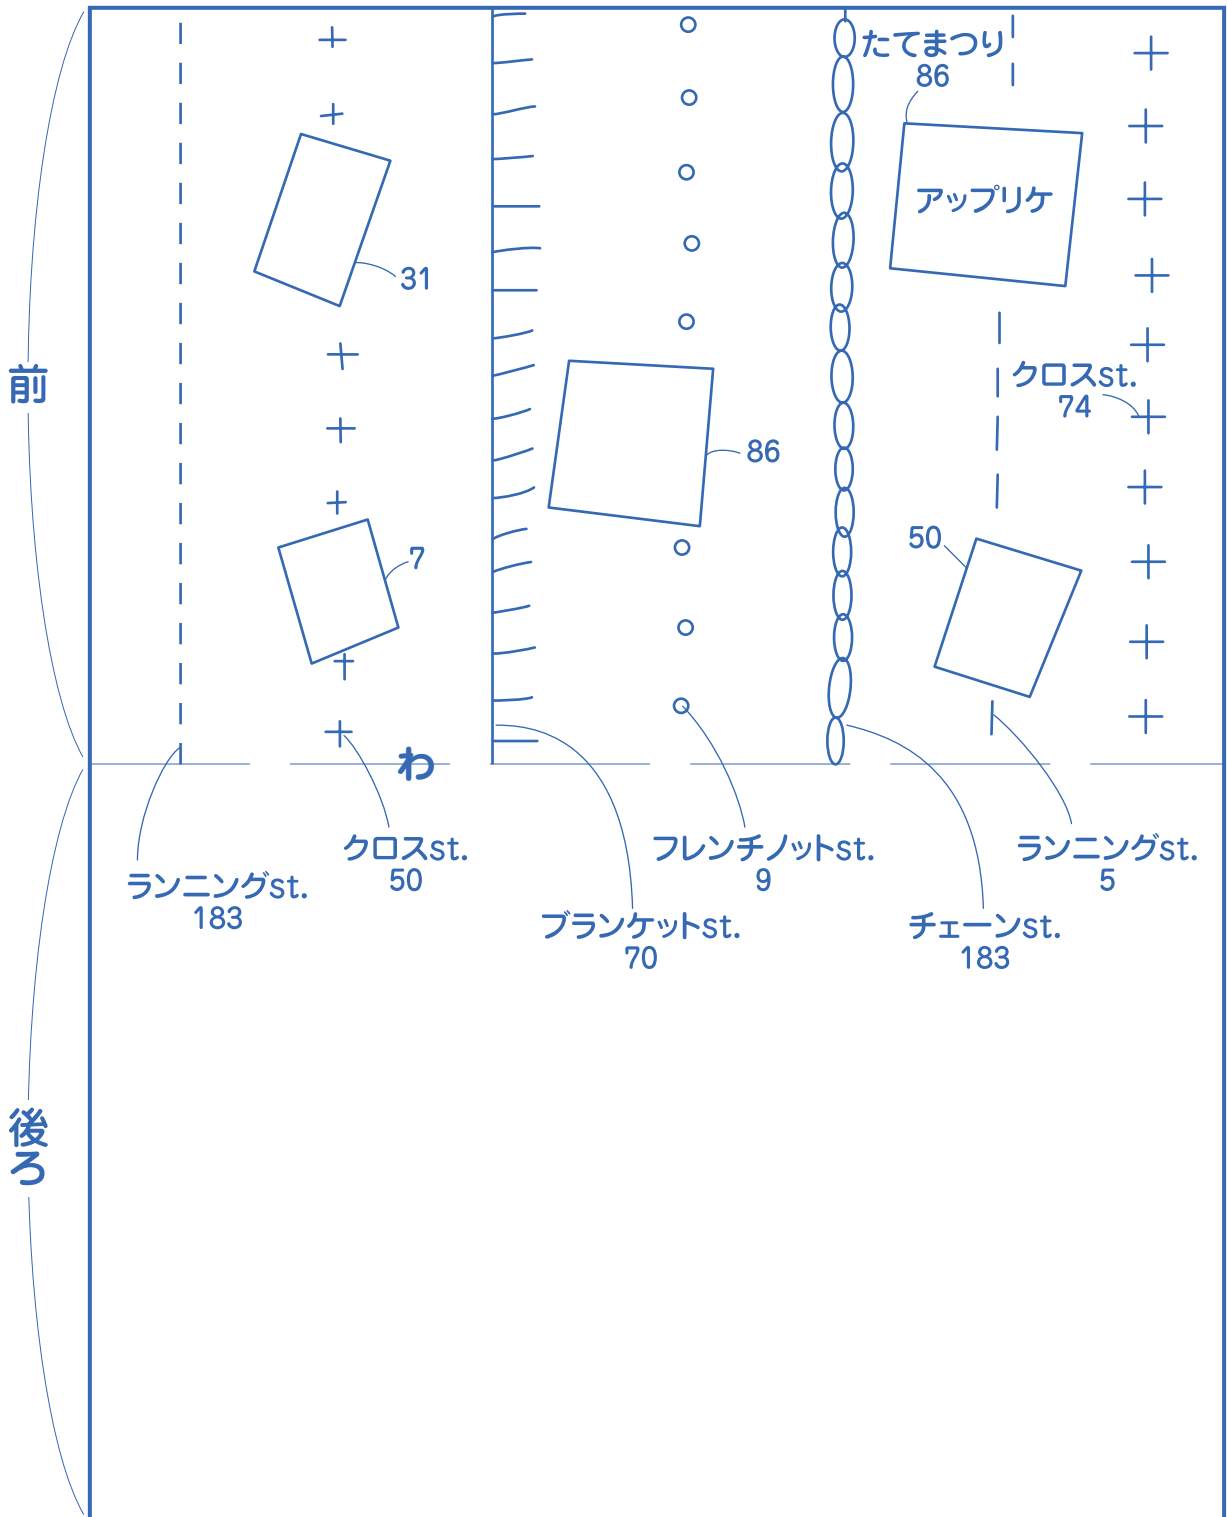 たてまつり
86
アップリケ
31
前
クロスst.
74
86
50
7
わ
クロスst.
50
フレンチノットst.
9
ランニングst.
5
ランニングst.
183
ブランケットst.
70
チェーンst.
183
後ろ